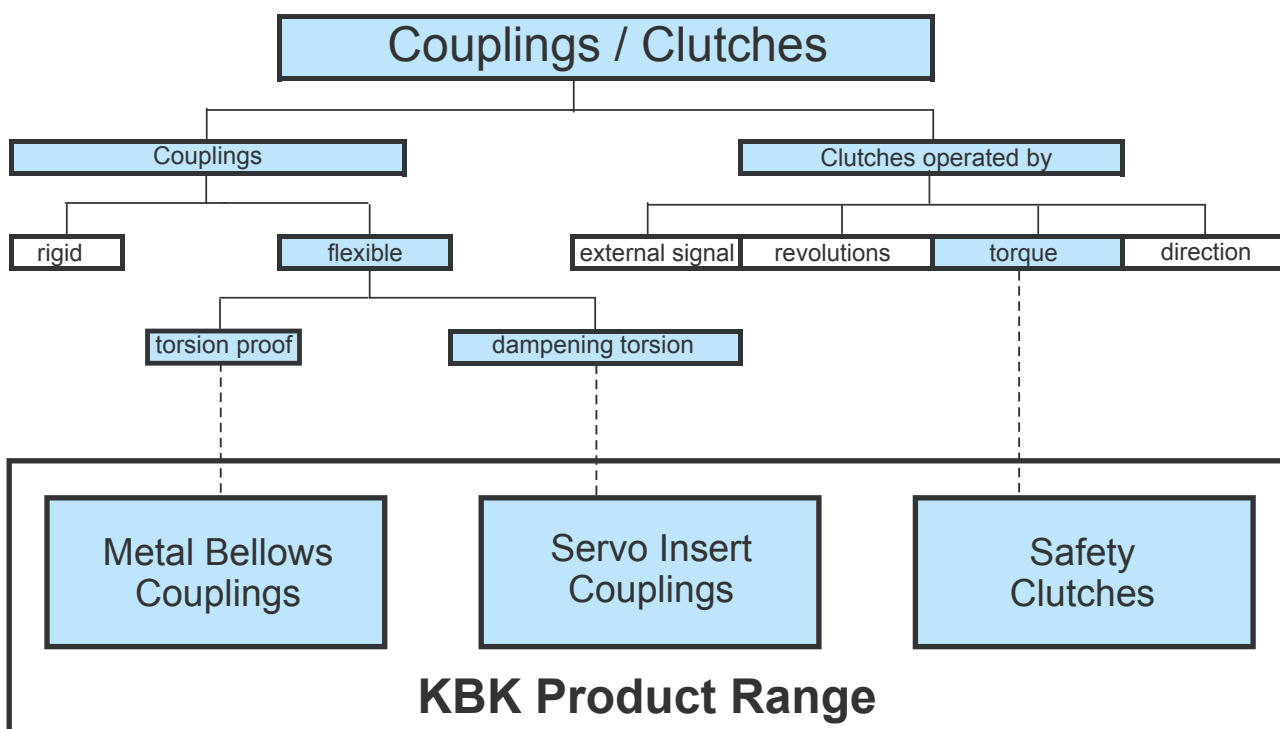 Couplings / Clutches
Couplings
Clutches operated by
rigid
flexible
external signal
revolutions
torque
direction
torsion proof
dampening torsion
Metal Bellows
Couplings
Servo Insert
Couplings
Safety
Clutches
KBK Product Range